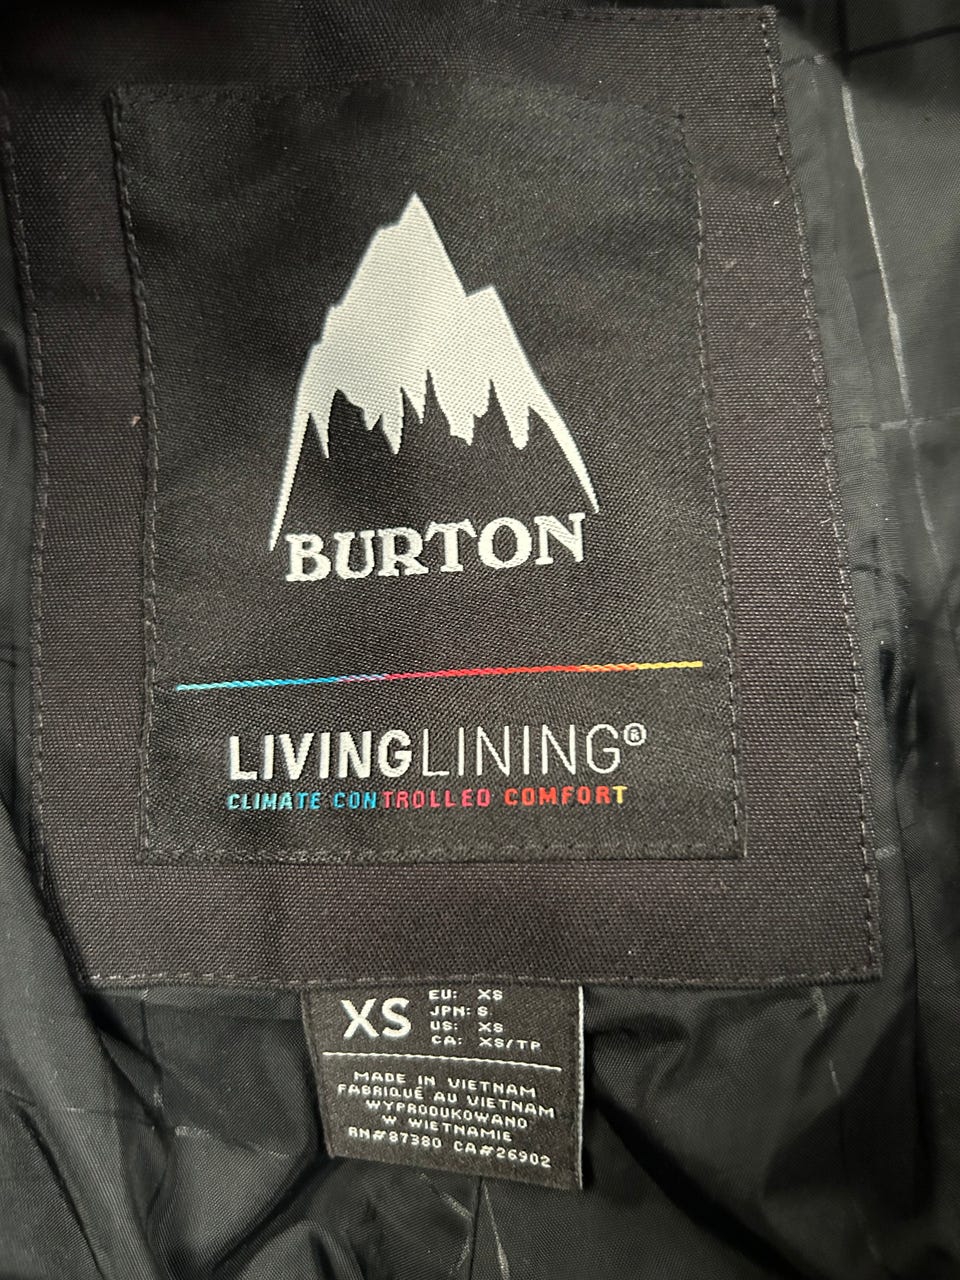 BURTON
LIVINGLINING®
CLIMATE CONTROLLED COMFORT
XS
EU: XS
JPN: S
US: XS
CA: XS/TP
MADE IN VIETNAM
FABRIQUÉ AU VIETNAM
WYPRODUKOWANO
W WIETNAMIE
RN#87380 CA#26902